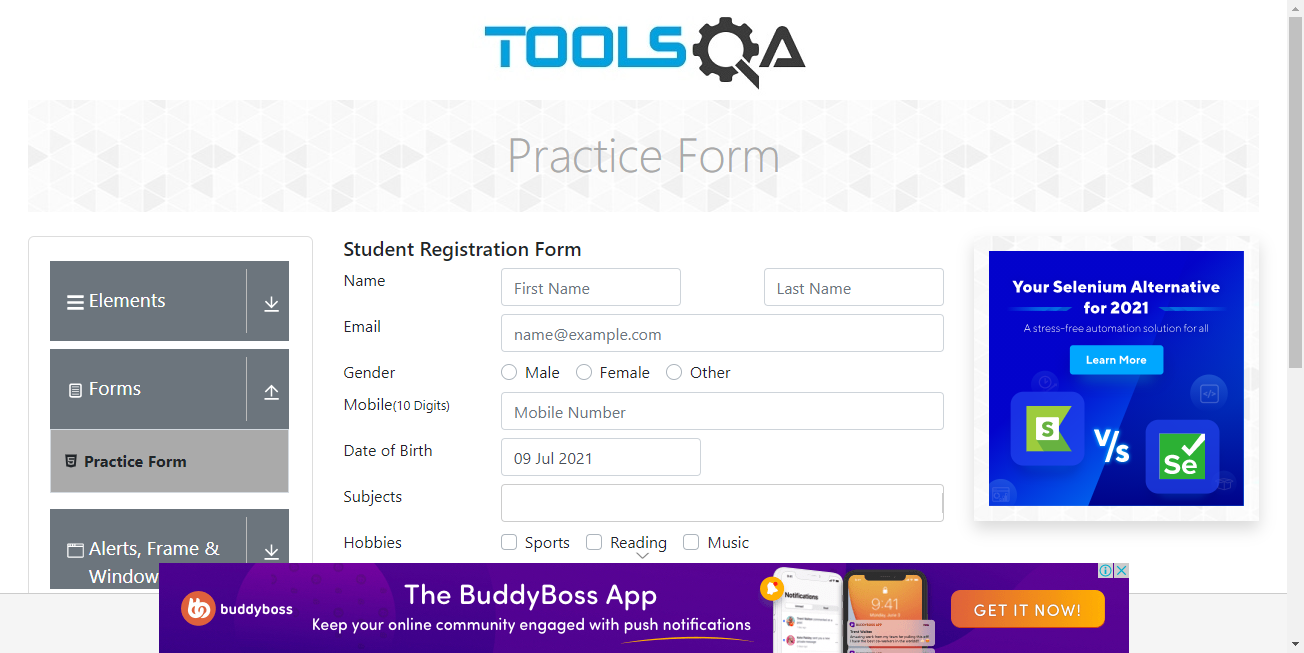 TOOLSQA
Practice Form
Elements
Forms
Practice Form
Alerts, Frame &
Window
Student Registration Form
Name
First Name
Last Name
Email
name@example.com
Gender
Male
Female
Other
Mobile(10 Digits)
Mobile Number
Date of Birth
09 Jul 2021
Subjects
Hobbies
Sports
Reading
Music
Your Selenium Alternative
for 2021
A stress-free automation solution for all
Learn More
S
V/s
Se
buddyboss
The BuddyBoss App
Keep your online community engaged with push notifications
Notifications
9:41
GET IT NOW!